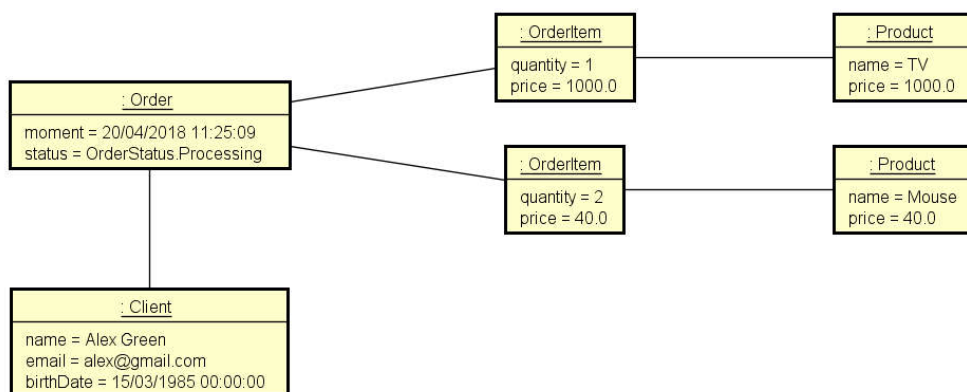 : Order
moment = 20/04/2018 11:25:09
status = OrderStatus.Processing
: OrderItem
quantity = 1
price = 1000.0
: Product
name = TV
price = 1000.0
: OrderItem
quantity = 2
price = 40.0
: Product
name = Mouse
price = 40.0
: Client
name = Alex Green
email = alex@gmail.com
birthDate = 15/03/1985 00:00:00